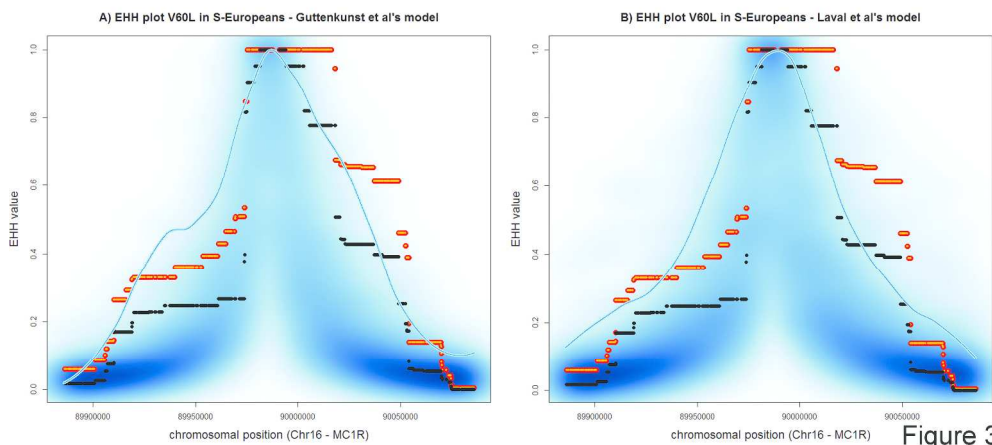 A) EHH plot V60L in S-Europeans - Guttenkunst et al's model
EHH value
1.0
0.8
0.6
0.4
0.2
0.0
89900000 89950000 90000000 90050000
chromosomal position (Chr16 - MC1R)
B) EHH plot V60L in S-Europeans - Laval et al's model
EHH value
1.0
0.8
0.6
0.4
0.2
0.0
89900000 89950000 90000000 90050000
chromosomal position (Chr16 - MC1R)
Figure 3